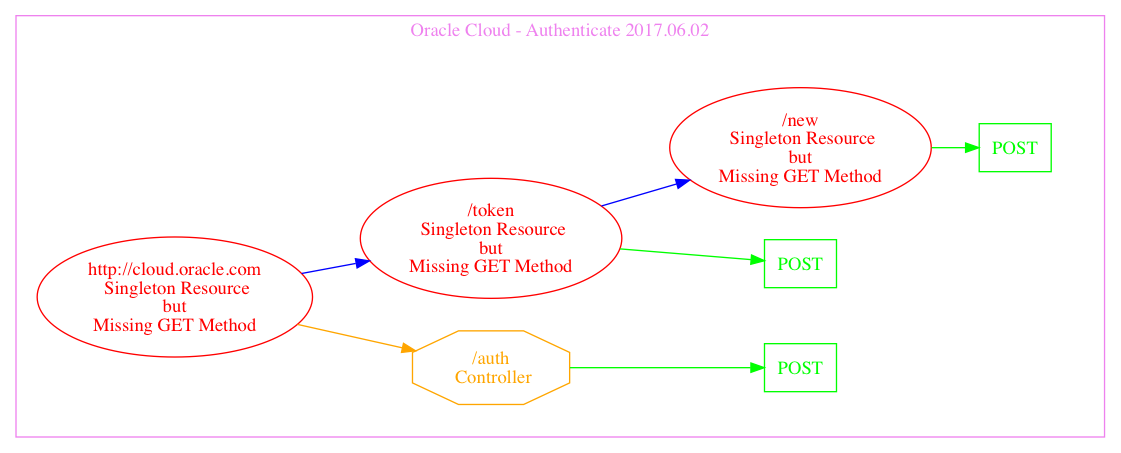 Oracle Cloud - Authenticate 2017.06.02
/new
Singleton Resource
but
Missing GET Method
POST
/token
Singleton Resource
but
Missing GET Method
POST
http://cloud.oracle.com
Singleton Resource
but
Missing GET Method
/auth
Controller
POST